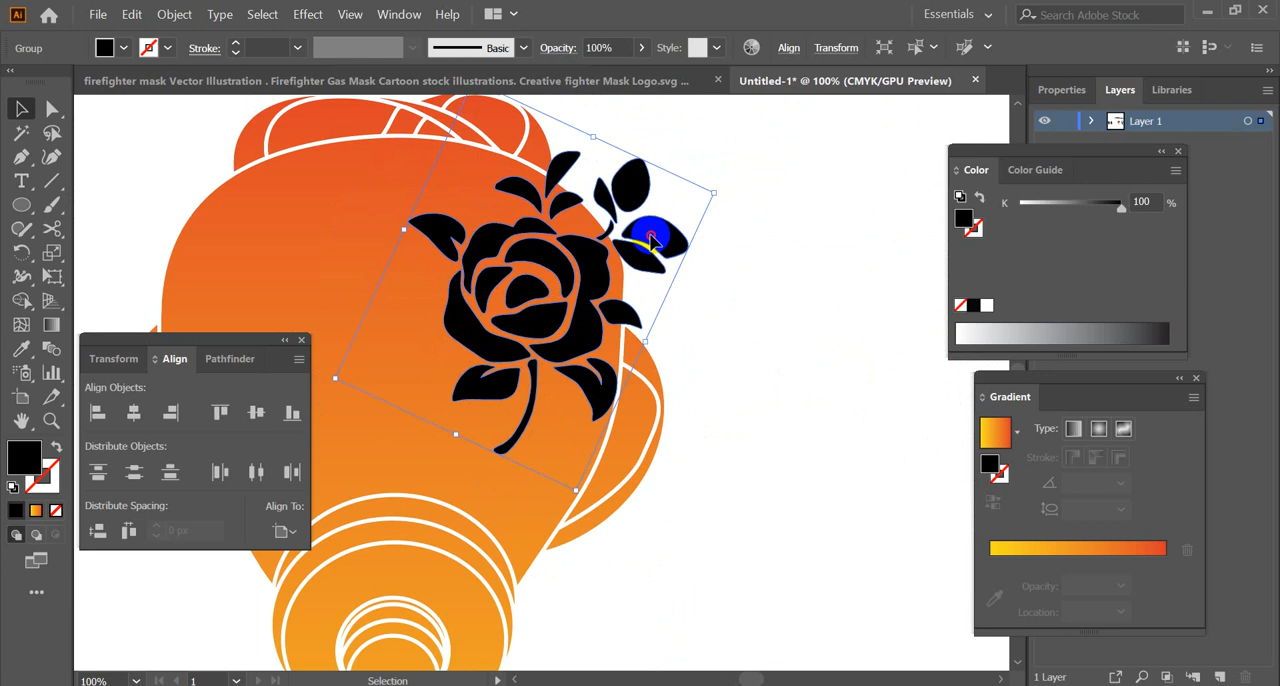 Ai File Edit Object Type Select Effect View Window Help Essentials Search Adobe Stock
Group Stroke: Basic Opacity: 100% Style: Align Transform
firefighter mask Vector Illustration . Firefighter Gas Mask Cartoon stock illustrations. Creative fighter Mask Logo.svg ... Untitled-1* @ 100% (CMYK/GPU Preview)
Properties Layers Libraries
Layer 1
Color Color Guide
K 100 %
Transform Align Pathfinder
Align Objects:
Distribute Objects:
Distribute Spacing: Align To:
0 px
Gradient
Type:
Stroke:
Opacity:
Location:
100% 1 Selection
1 Layer